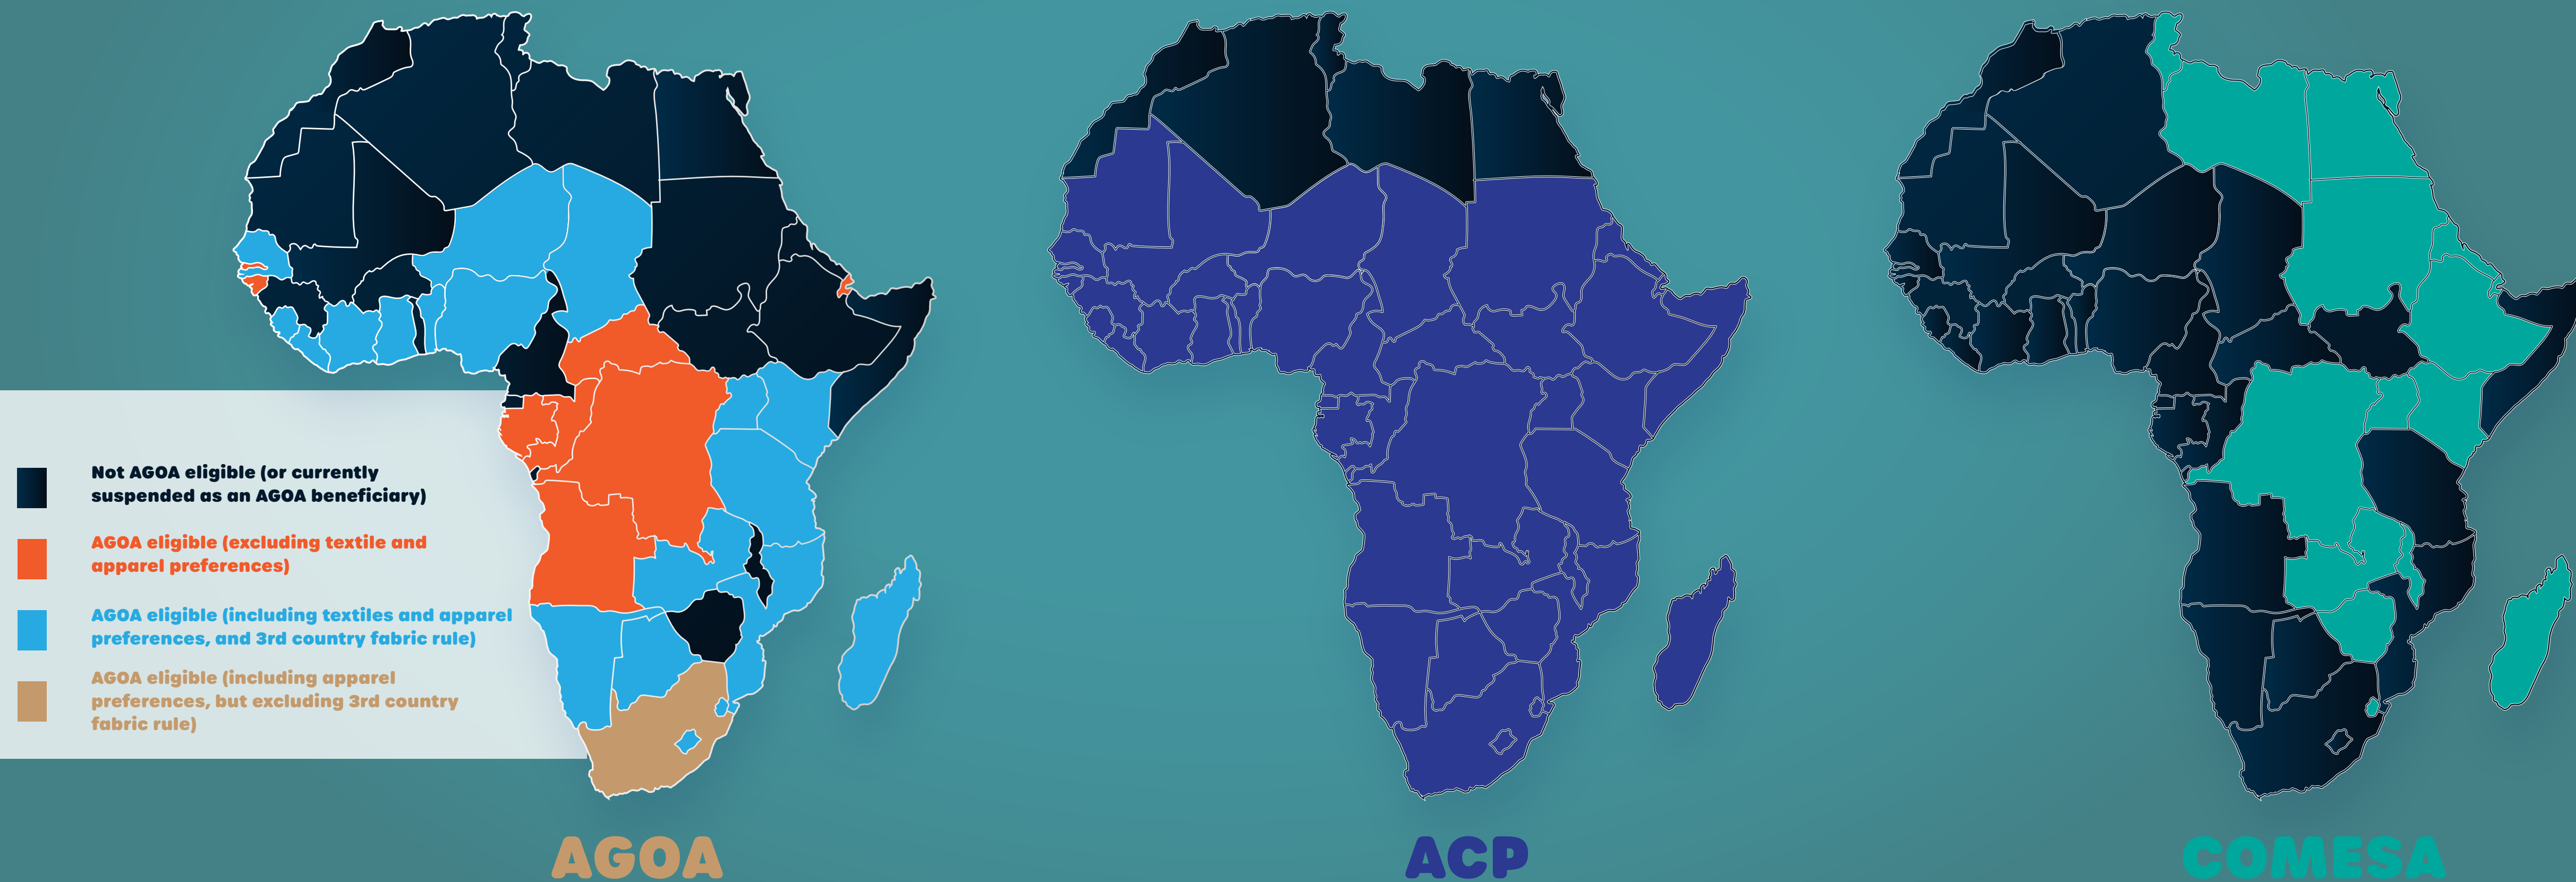 Not AGOA eligible (or currently
suspended as an AGOA beneficiary)
AGOA eligible (excluding textile and
apparel preferences)
AGOA eligible (including textiles and apparel
preferences, and 3rd country fabric rule)
AGOA eligible (including apparel
preferences, but excluding 3rd country
fabric rule)
AGOA
ACP
COMESA